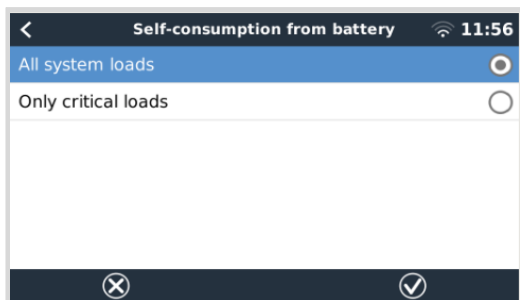 Self-consumption from battery 11:56
All system loads
Only critical loads